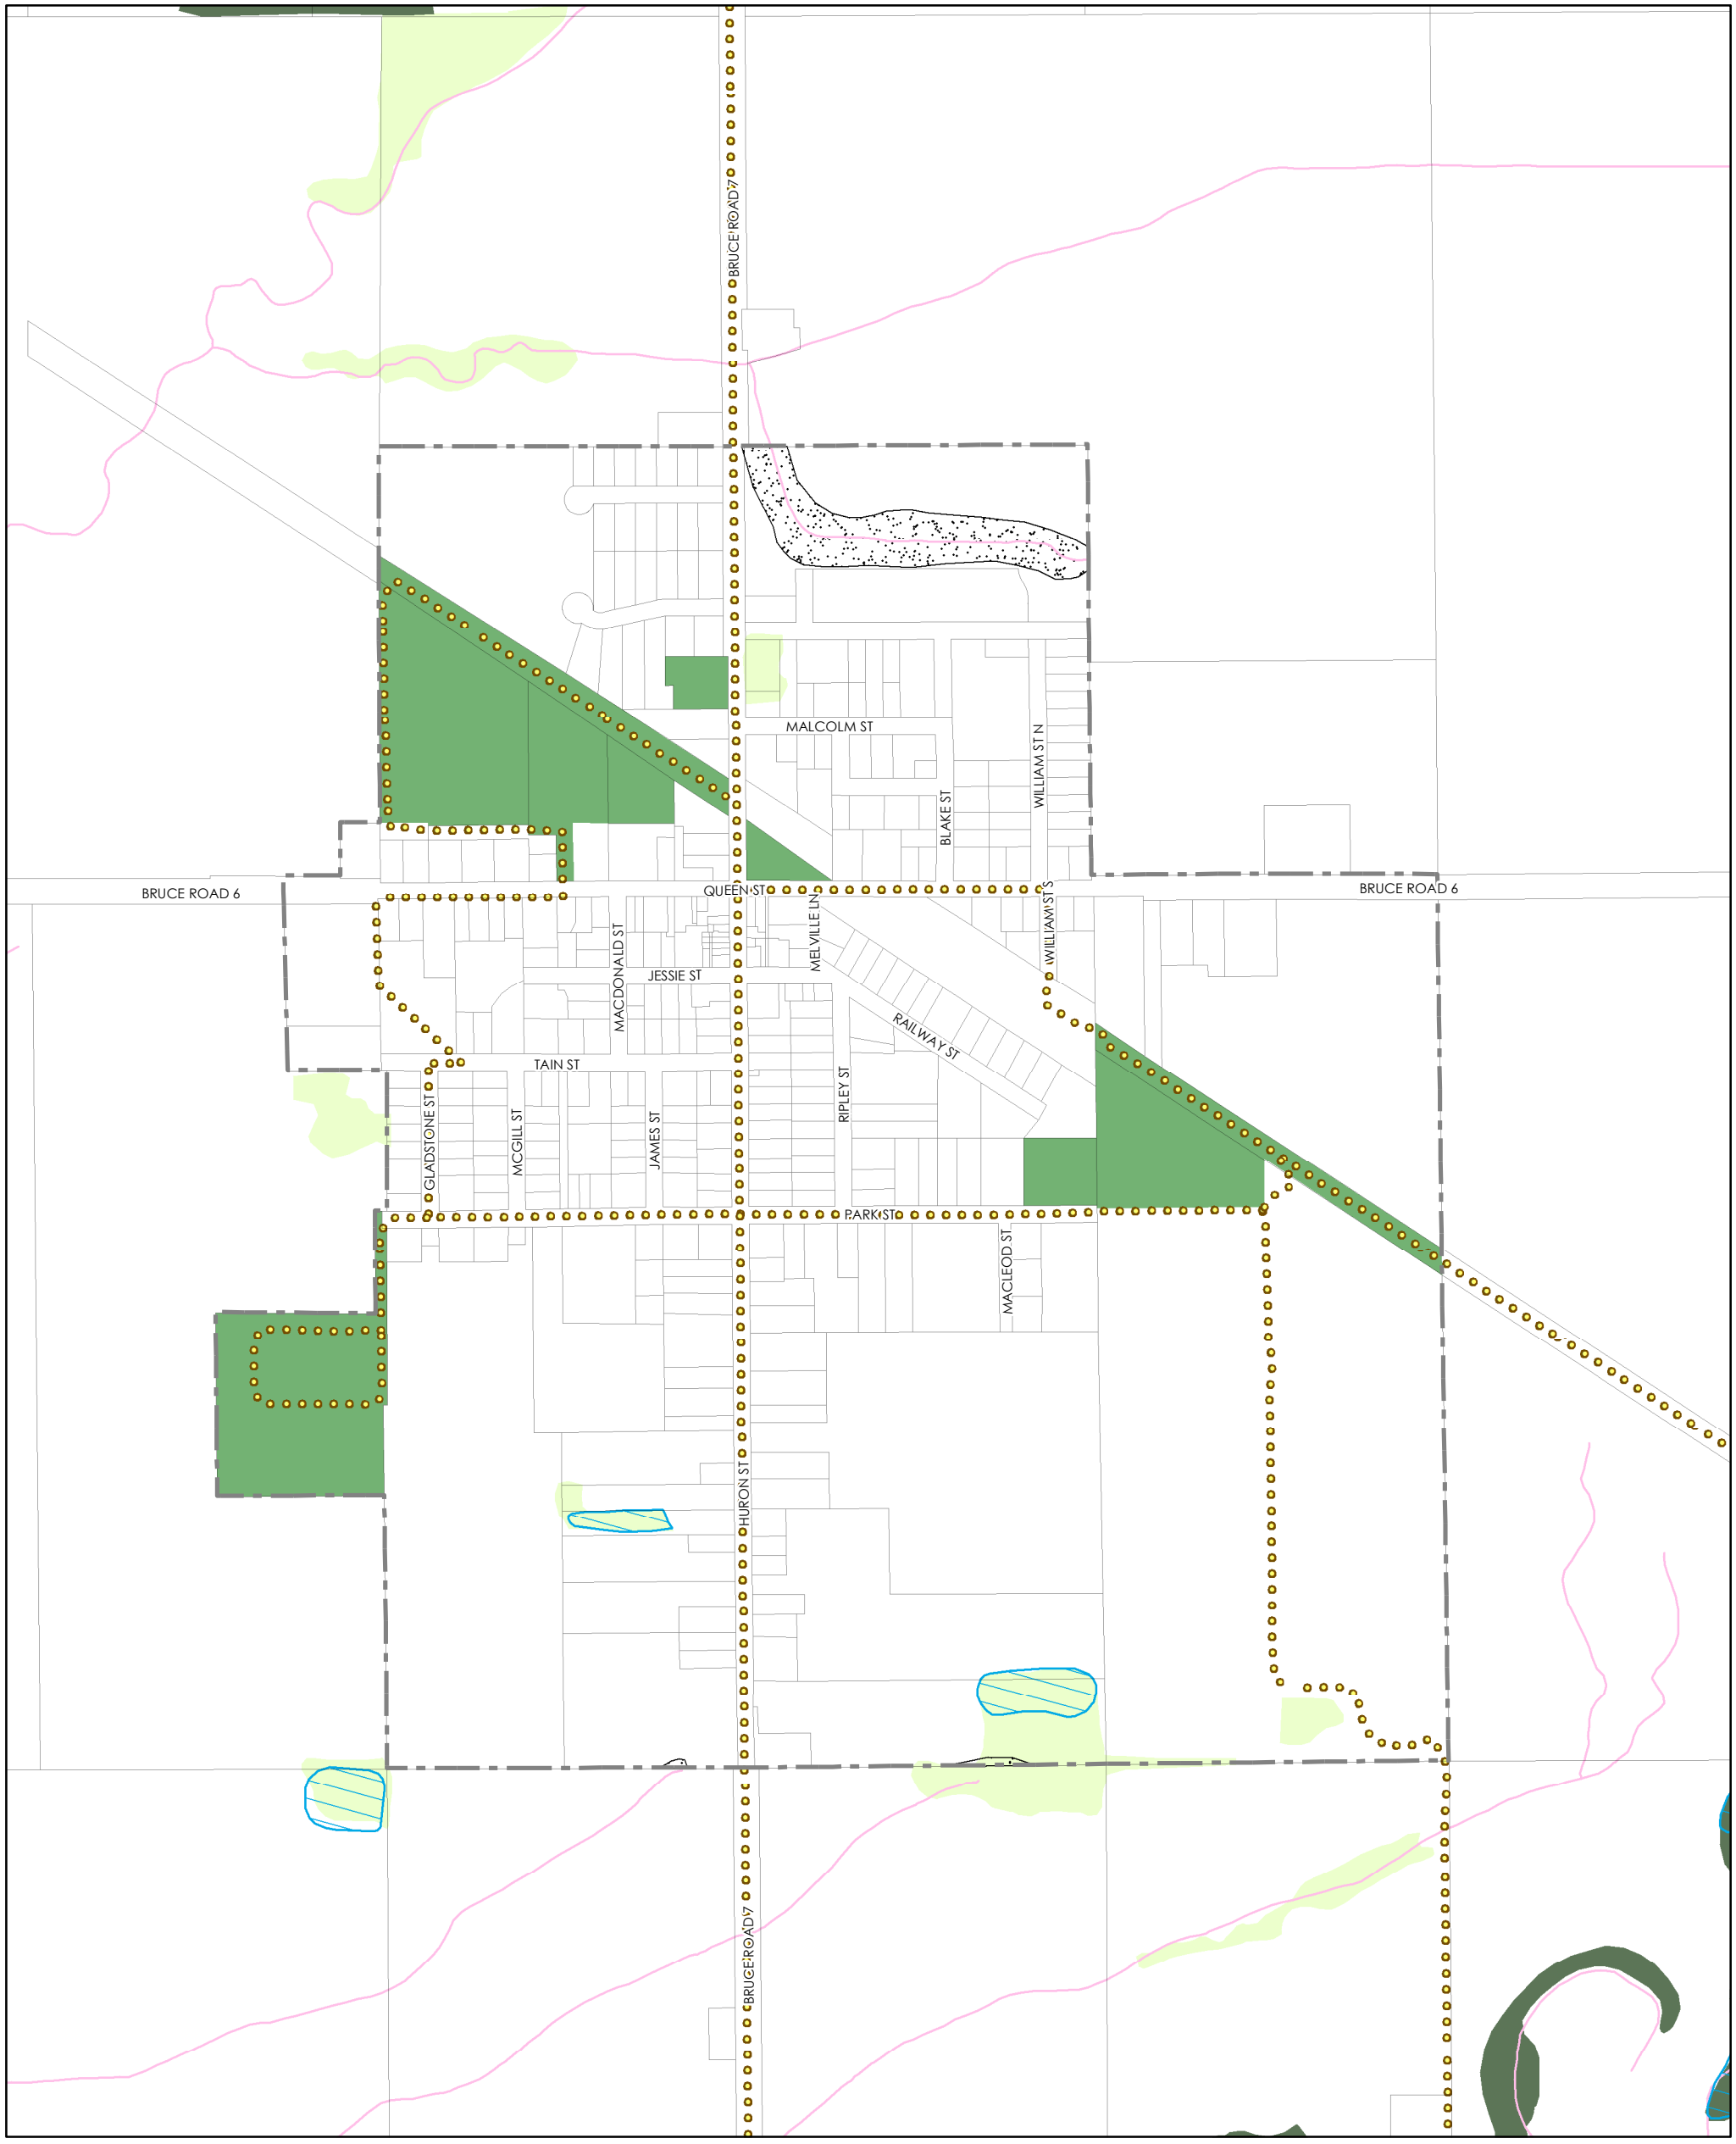 BRUCE ROAD 7
MALCOLM ST
WILLIAM ST N
BLAKE ST
BRUCE ROAD 6
QUEEN ST
BRUCE ROAD 6
MELVILLE LN
WILLIAM ST S
MACDONALD ST
JESSIE ST
RAILWAY ST
TAIN ST
RIPLEY ST
GLADSTONE ST
MCGILL ST
JAMES ST
PARK ST
MACLEOD ST
HURON ST
BRUCE ROAD 7